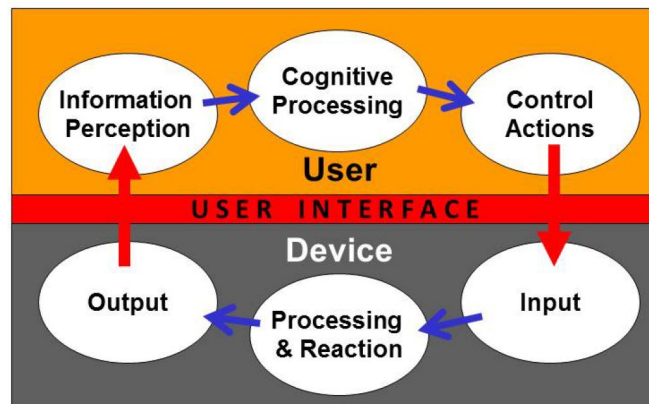 Information
Perception
Cognitive
Processing
Control
Actions
User
USER INTERFACE
Device
Output
Processing
& Reaction
Input